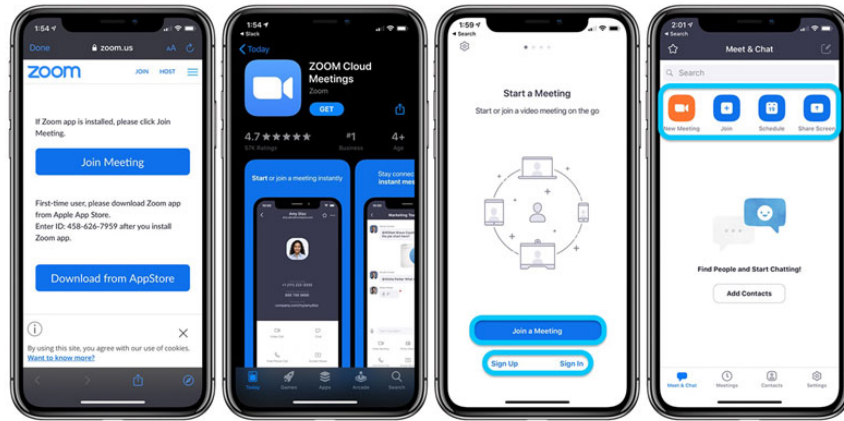 1:54
Done
zoom.us
AA
zoom
JOIN
HOST
If Zoom app is installed, please click Join
Meeting.
Join Meeting
First-time user, please download Zoom app
from Apple App Store.
Enter ID: 458-626-7959 after you install
Zoom app.
Download from AppStore
By using this site, you agree with our use of cookies.
Want to know more?
1:54
Slack
Today
ZOOM Cloud
Meetings
Zoom
GET
4.7
#1
4+
Ratings
Business
Age
Start or join a meeting instantly
Stay connec
instant mes
Today
Games
Apps
Arcade
Search
1:59
Search
Start a Meeting
Start or join a video meeting on the go
Join a Meeting
Sign Up
Sign In
2:01
Search
Meet & Chat
Search
New Meeting
Join
Schedule
Share Screen
Find People and Start Chatting!
Add Contacts
Meet & Chat
Meetings
Contacts
Settings